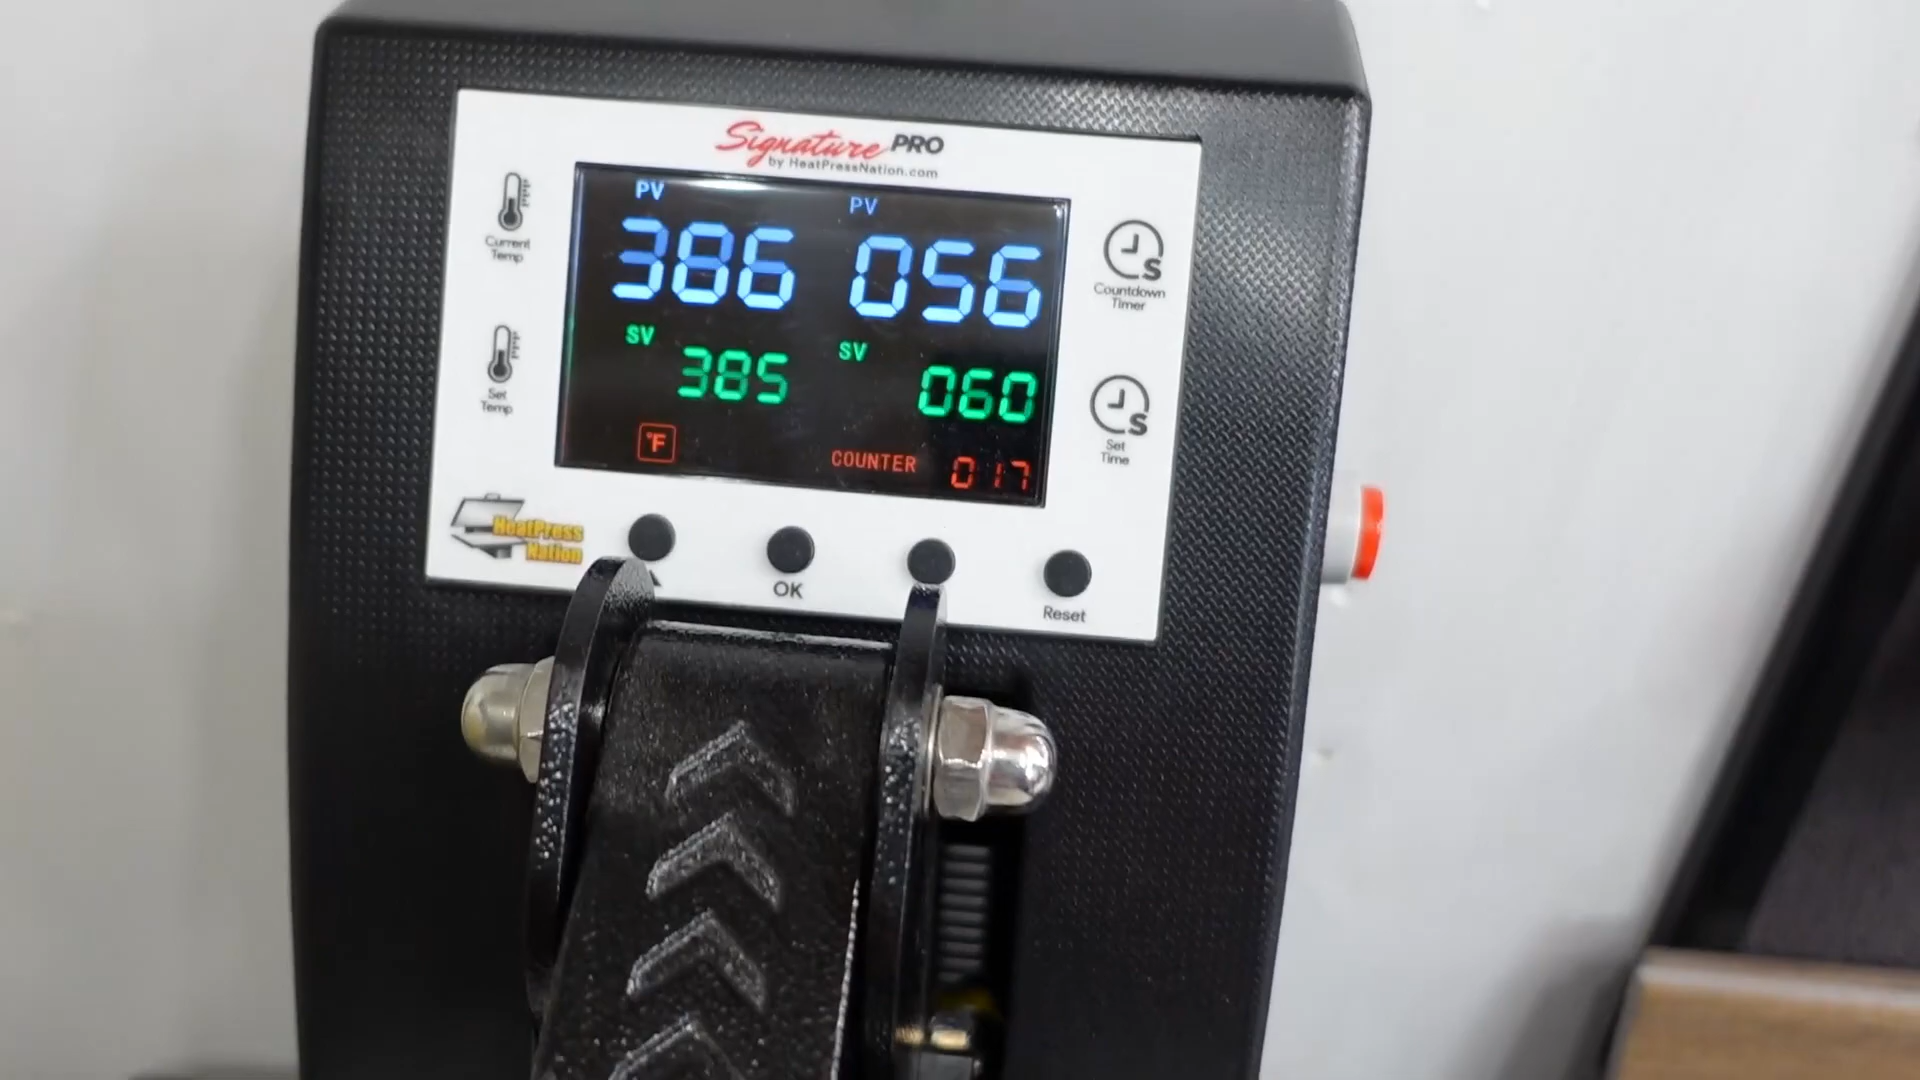 Signature PRO
by HeatPressNation.com
PV
PV
386
056
Current
Temp
S
Countdown
Timer
SV
SV
385
060
Set
Temp
S
Set
Time
°F
COUNTER
017
HeatPress
Nation
OK
Reset